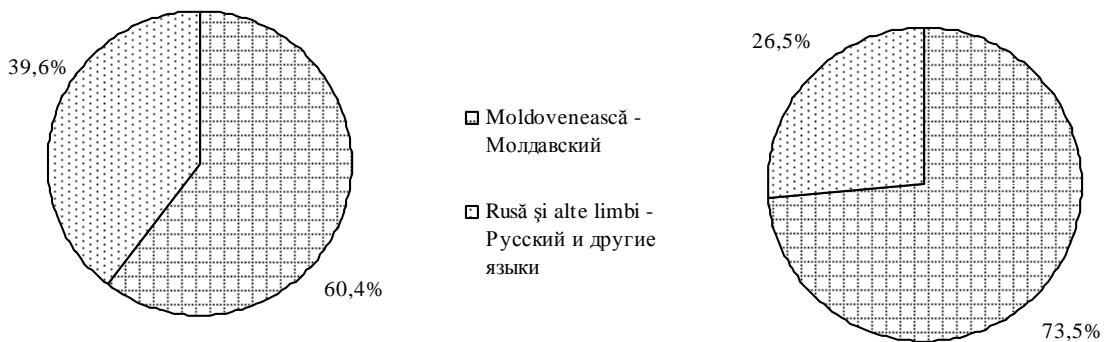 39,6%
60,4%
Moldovenească -
Молдавский
Rusă şi alte limbi -
Русский и другие
языки
26,5%
73,5%